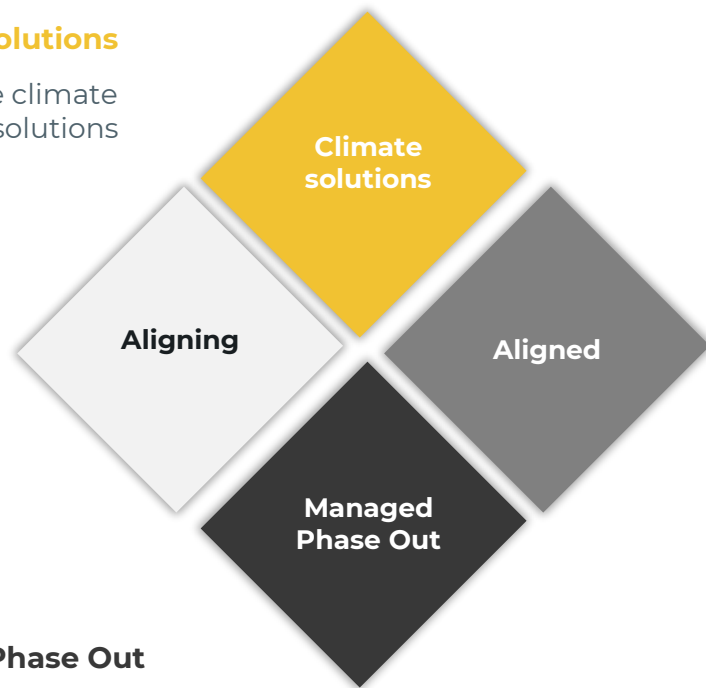 olutions
climate
solutions
Climate
solutions
Aligning
Aligned
Managed
Phase Out
Phase Out